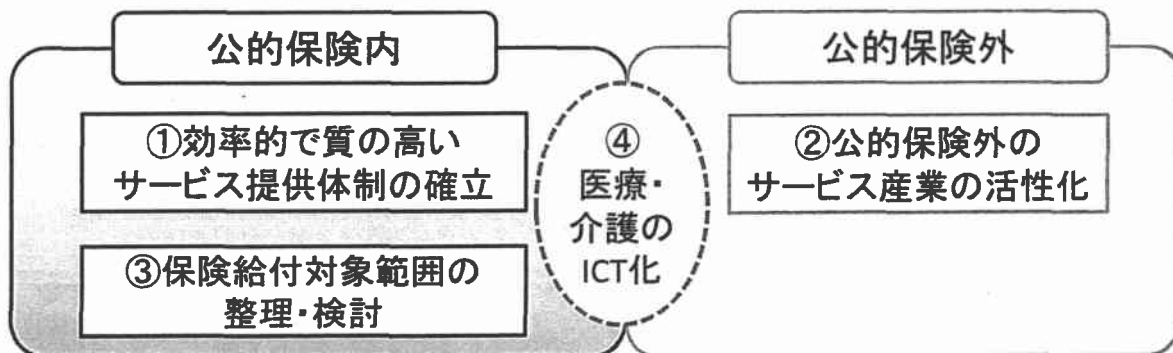 公的保険内
公的保険外
①効率的で質の高い
サービス提供体制の確立
③保険給付対象範囲の
整理・検討
④
医療・
介護の
ICT化
②公的保険外の
サービス産業の活性化